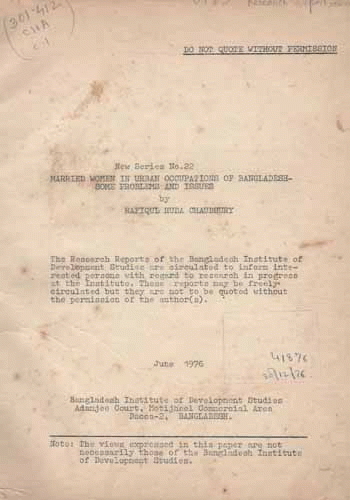 301.412
CHA
C.1
Research report
DO NOT QUOTE WITHOUT PERMISSION
New Series No.22
MARRIED WOMEN IN URBAN OCCUPATIONS OF BANGLADESH-
SOME PROBLEMS AND ISSUES
by
RAFIQUL HUDA CHAUDHURY
The Research Reports of the Bangladesh Institute of
Development Studies are circulated to inform inte-
rested persons with regard to research in progress
at the Institute. These reports may be freely
circulated but they are not to be quoted without
the permission of the author(s).
June 1976
41876
28/12/76
Bangladesh Institute of Development Studies
Adamjee Court, Motijheel Commercial Area
Dacca-2, BANGLADESH.
Note: The views expressed in this paper are not
necessarily those of the Bangladesh Institute
of Development Studies.